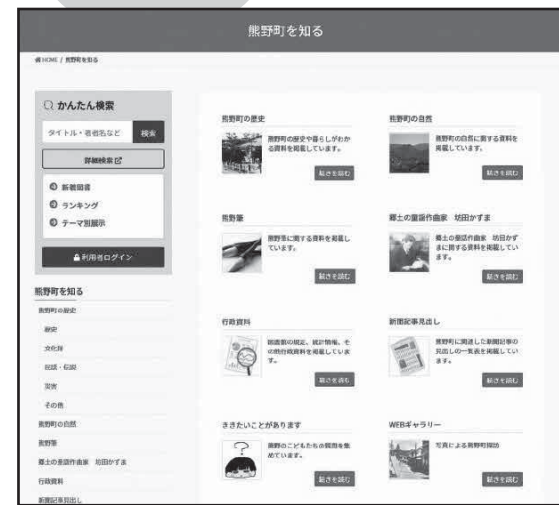 熊野町を知る
HOME / 熊野町を知る
かんたん検索
タイトル・著者名など
検索
詳細検索
新着図書
ランキング
テーマ別展示
利用者ログイン
熊野町を知る
熊野町の歴史
歴史
文化財
民話・伝説
災害
その他
熊野町の自然
熊野筆
郷土の童謡作曲家 坂田かずま
行政資料
新聞記事見出し
熊野町の歴史
熊野町の歴史や暮らしがわか
る資料を掲載しています。
続きを読む
熊野町の自然
熊野町の自然に関する資料を
掲載しています。
続きを読む
熊野筆
熊野筆に関する資料を掲載し
ています。
続きを読む
郷土の童謡作曲家 坂田かずま
郷土の童謡作曲家 坂田かず
まに関する資料を掲載していま
す。
続きを読む
行政資料
図書館の規定、統計情報、そ
の他行政資料を掲載していま
す。
続きを読む
新聞記事見出し
熊野町に関連した新聞記事の
見出しの一覧表を掲載してい
ます。
続きを読む
ききたいことがあります
熊野のこどもたちの質問を集
めています。
続きを読む
WEBギャラリー
写真による熊野町探訪
続きを読む